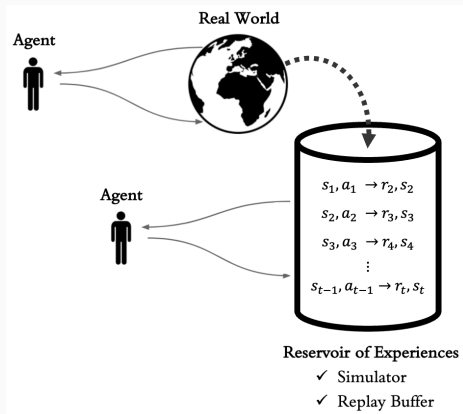 Real World
Agent
Agent
s₁, a₁ → r₂, s₂
s₂, a₂ → r₃, s₃
s₃, a₃ → r₄, s₄
⋮
sₜ₋₁, aₜ₋₁ → rₜ, sₜ
Reservoir of Experiences
✓ Simulator
✓ Replay Buffer